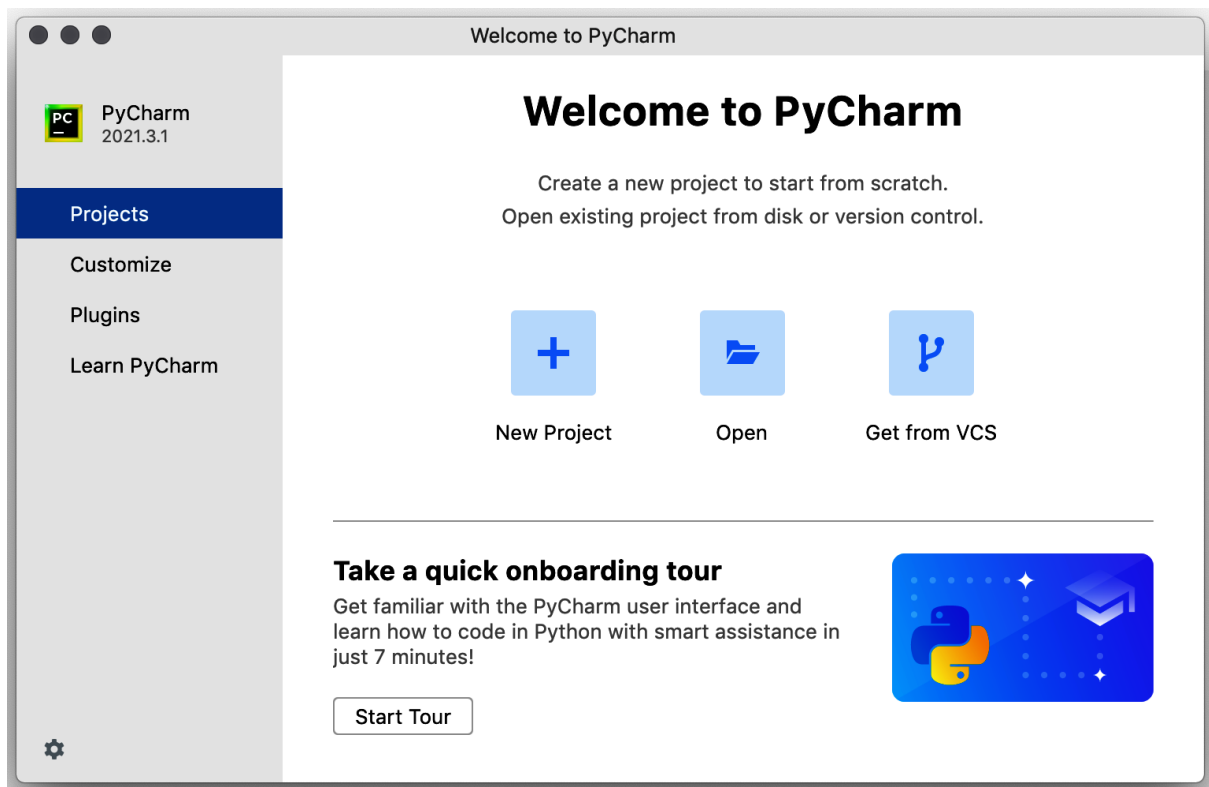 Welcome to PyCharm
PC
PyCharm
2021.3.1
Projects
Customize
Plugins
Learn PyCharm
Welcome to PyCharm
Create a new project to start from scratch.
Open existing project from disk or version control.
New Project
Open
Get from VCS
Take a quick onboarding tour
Get familiar with the PyCharm user interface and
learn how to code in Python with smart assistance in
just 7 minutes!
Start Tour